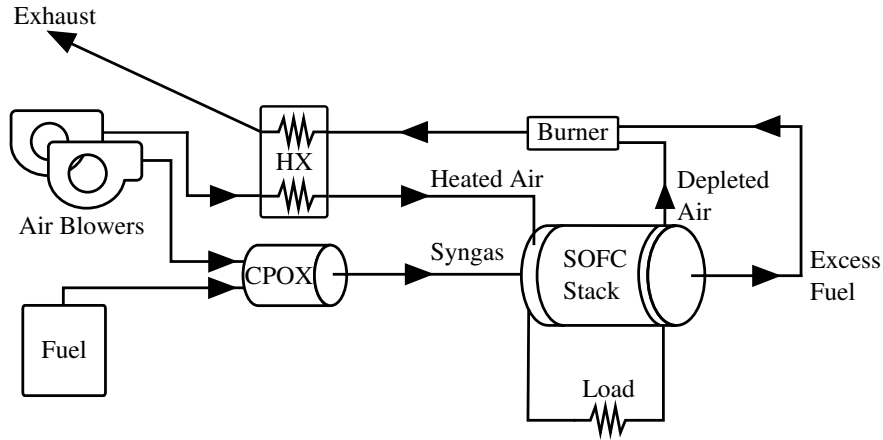 Exhaust
Burner
HX
Heated Air
Depleted
Air
Air Blowers
Syngas
SOFC
Stack
CPOX
Excess
Fuel
Fuel
Load